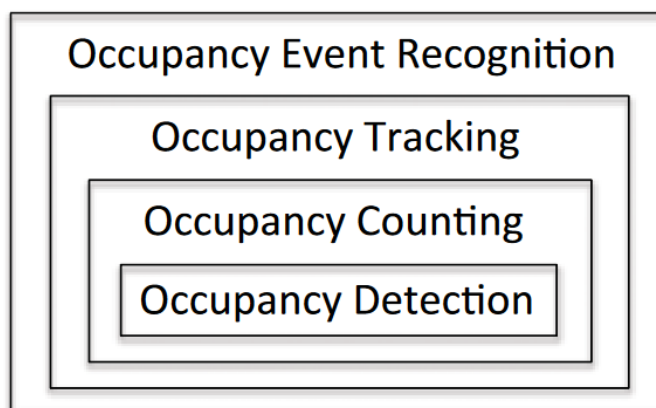 Occupancy Event Recognition
Occupancy Tracking
Occupancy Counting
Occupancy Detection